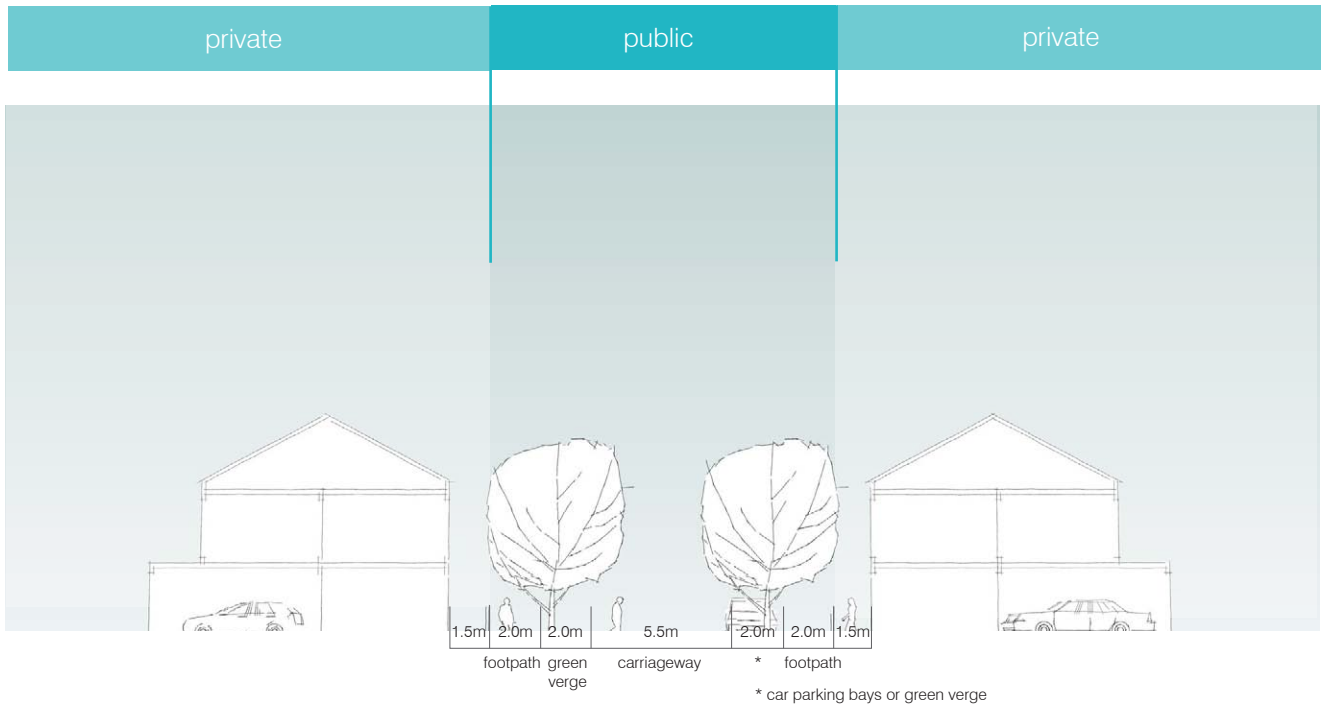 private public private
1.5m 2.0m 2.0m 5.5m 2.0m 2.0m 1.5m
footpath green carriageway * footpath
verge
* car parking bays or green verge